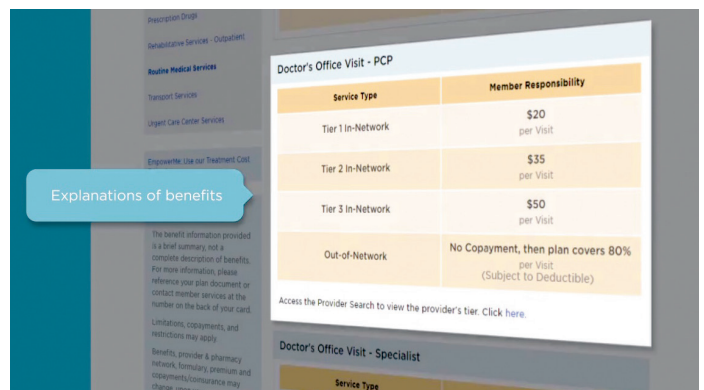 Prescription Drugs
Rehabilitative Services - Outpatient
Routine Medical Services
Transport Services
Urgent Care Center Services
EmpowerMe: Use our Treatment Cost
Explanations of benefits
The benefit information provided
is a brief summary, not a
complete description of benefits.
For more information, please
reference your plan document or
contact member services at the
number on the back of your card.
Limitations, copayments, and
restrictions may apply.
Benefits, provider & pharmacy
network, formulary, premium and
copayments/coinsurance may
Doctor's Office Visit - PCP
Service Type Member Responsibility
Tier 1 In-Network $20
per Visit
Tier 2 In-Network $35
per Visit
Tier 3 In-Network $50
per Visit
Out-of-Network No Copayment, then plan covers 80%
per Visit
(Subject to Deductible)
Access the Provider Search to view the provider's tier. Click here.
Doctor's Office Visit - Specialist
Service Type